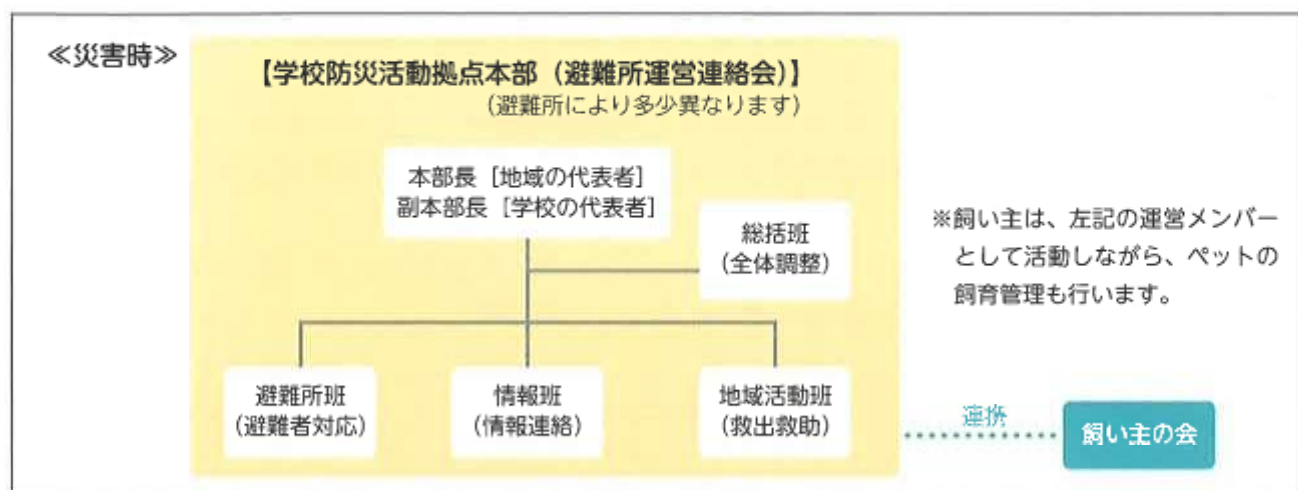 ≪災害時≫
【学校防災活動拠点本部（避難所運営連絡会）】
（避難所により多少異なります）
本部長［地域の代表者］
副本部長［学校の代表者］
総括班
（全体調整）
避難所班
（避難者対応）
情報班
（情報連絡）
地域活動班
（救出救助）
※飼い主は、左記の運営メンバー
として活動しながら、ペットの
飼育管理も行います。
連携
飼い主の会